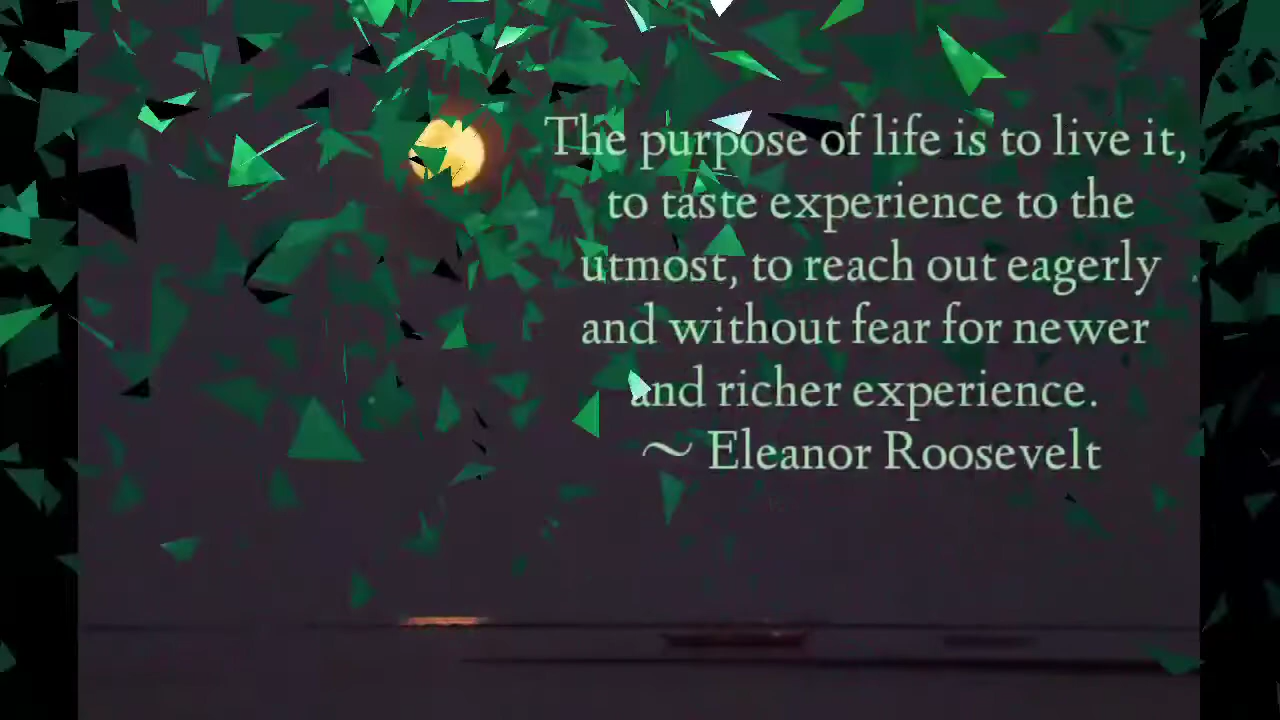 The purpose of life is to live it,
to taste experience to the
utmost, to reach out eagerly
and without fear for newer
and richer experience.
~ Eleanor Roosevelt